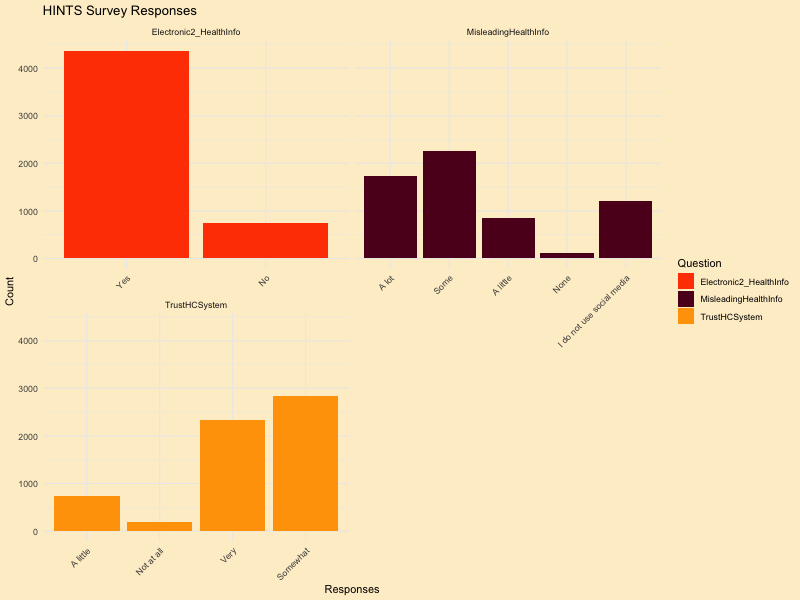 HINTS Survey Responses
Electronic2_HealthInfo
MisleadingHealthInfo
4000
3000
2000
1000
0
Yes
No
A lot
Some
A little
None
I do not use social media
TrustHCSystem
4000
3000
2000
1000
0
A little
Not at all
Very
Somewhat
Count
Responses
Question
Electronic2_HealthInfo
MisleadingHealthInfo
TrustHCSystem